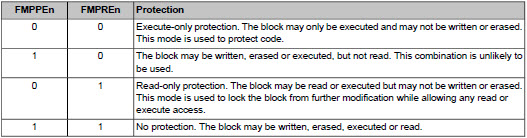 FMPPEn FMPREn Protection
0 0 Execute-only protection. The block may only be executed and may not be written or erased.
This mode is used to protect code.
1 0 The block may be written, erased or executed, but not read. This combination is unlikely to
be used.
0 1 Read-only protection. The block may be read or executed but may not be written or erased.
This mode is used to lock the block from further modification while allowing any read or
execute access.
1 1 No protection. The block may be written, erased, executed or read.